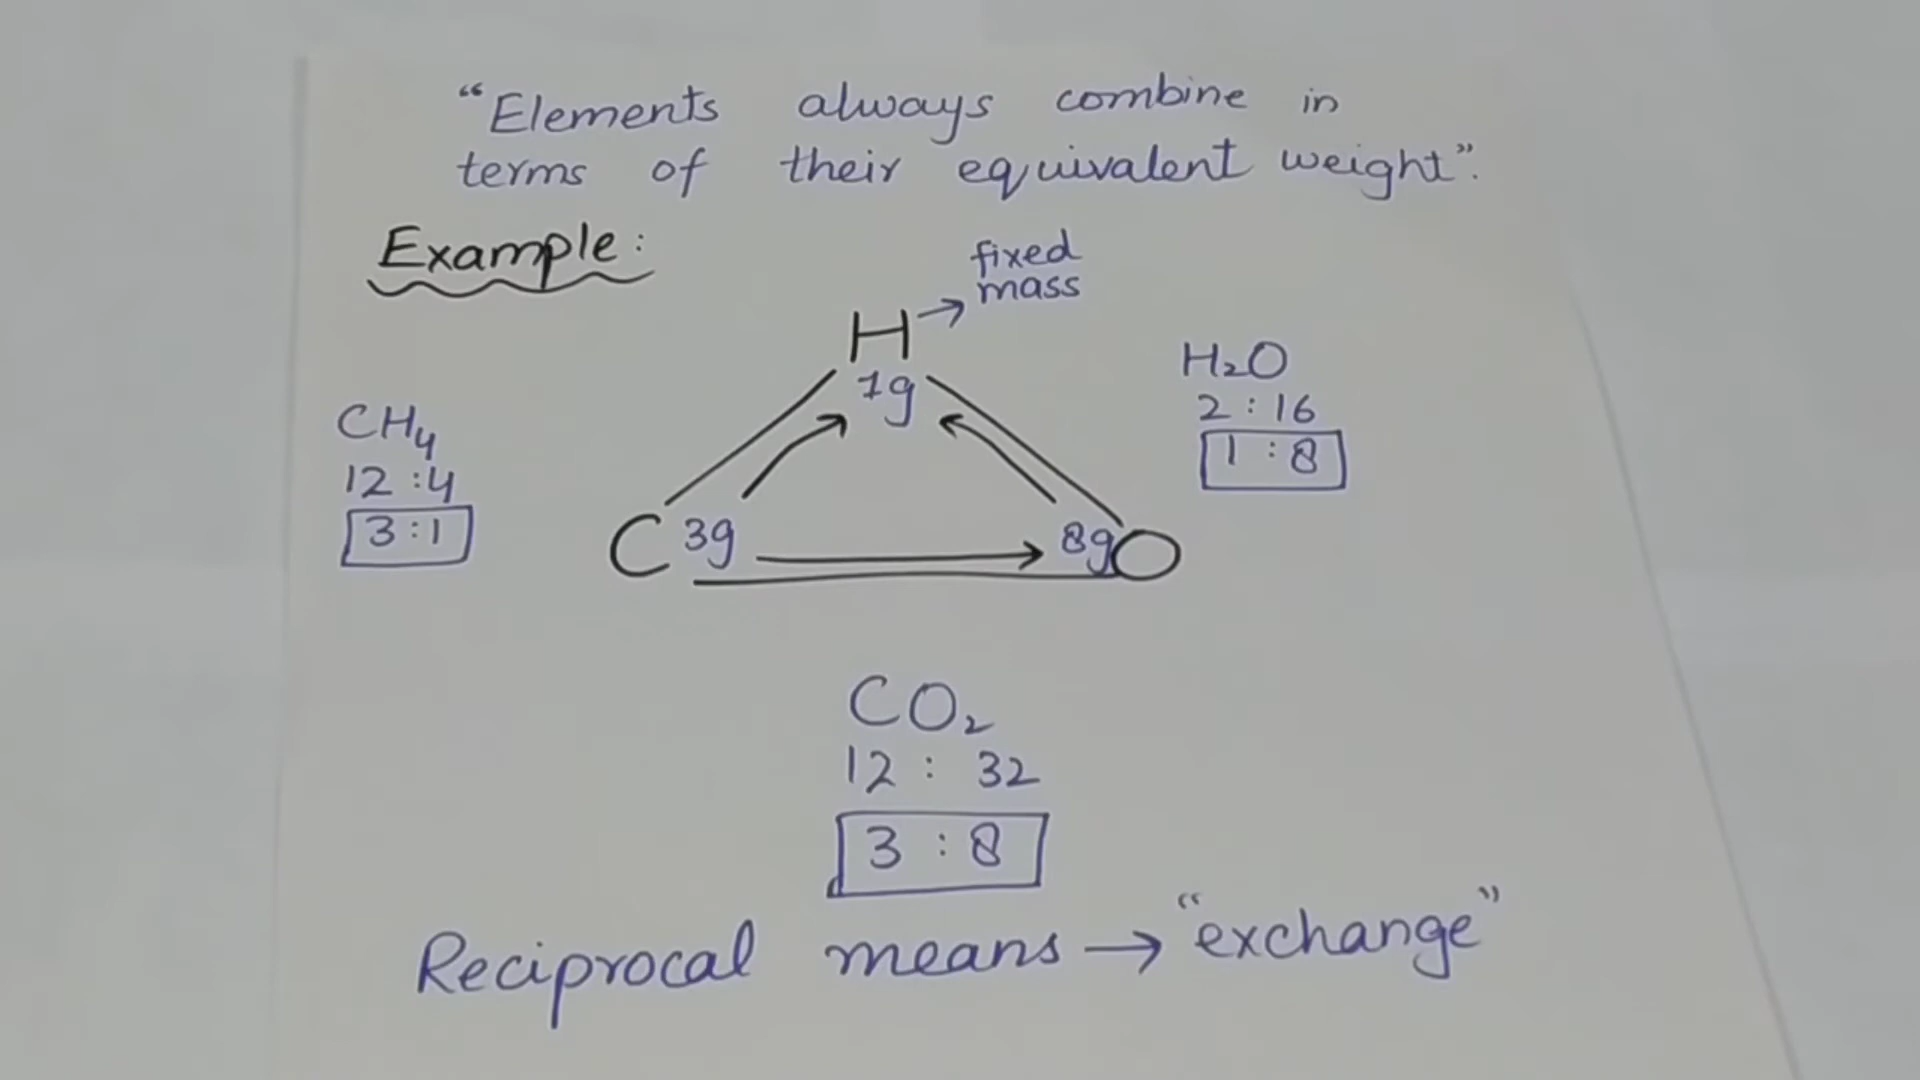 “Elements always combine in
terms of their equivalent weight”.
Example:
fixed
mass
H
1g
CH₄
12 : 4
3 : 1
H₂O
2 : 16
1 : 8
C 3g
8g O
CO₂
12 : 32
3 : 8
Reciprocal means → “exchange”